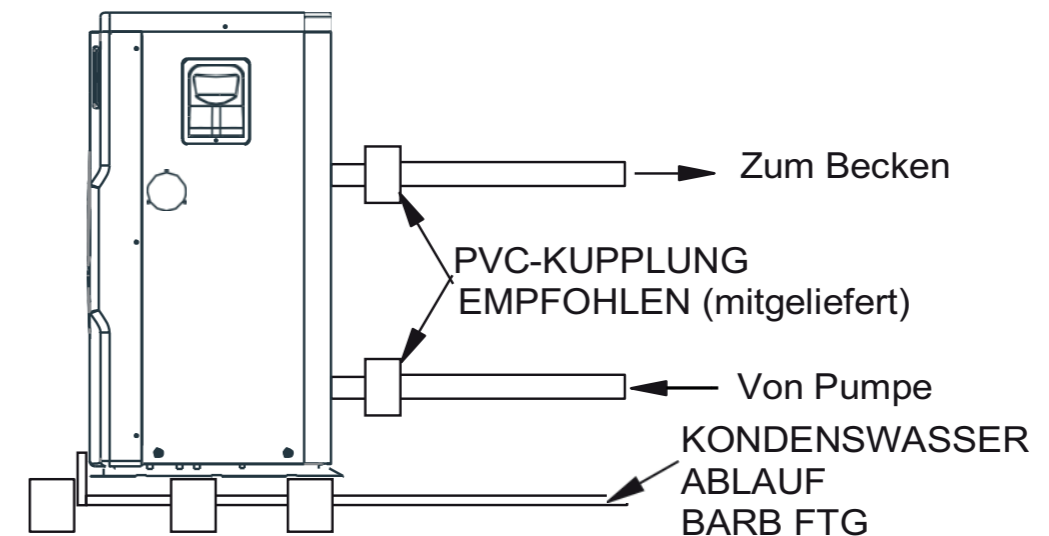 Zum Becken
PVC-KUPPLUNG
EMPFOHLEN (mitgeliefert)
Von Pumpe
KONDENSWASSER
ABLAUF
BARB FTG